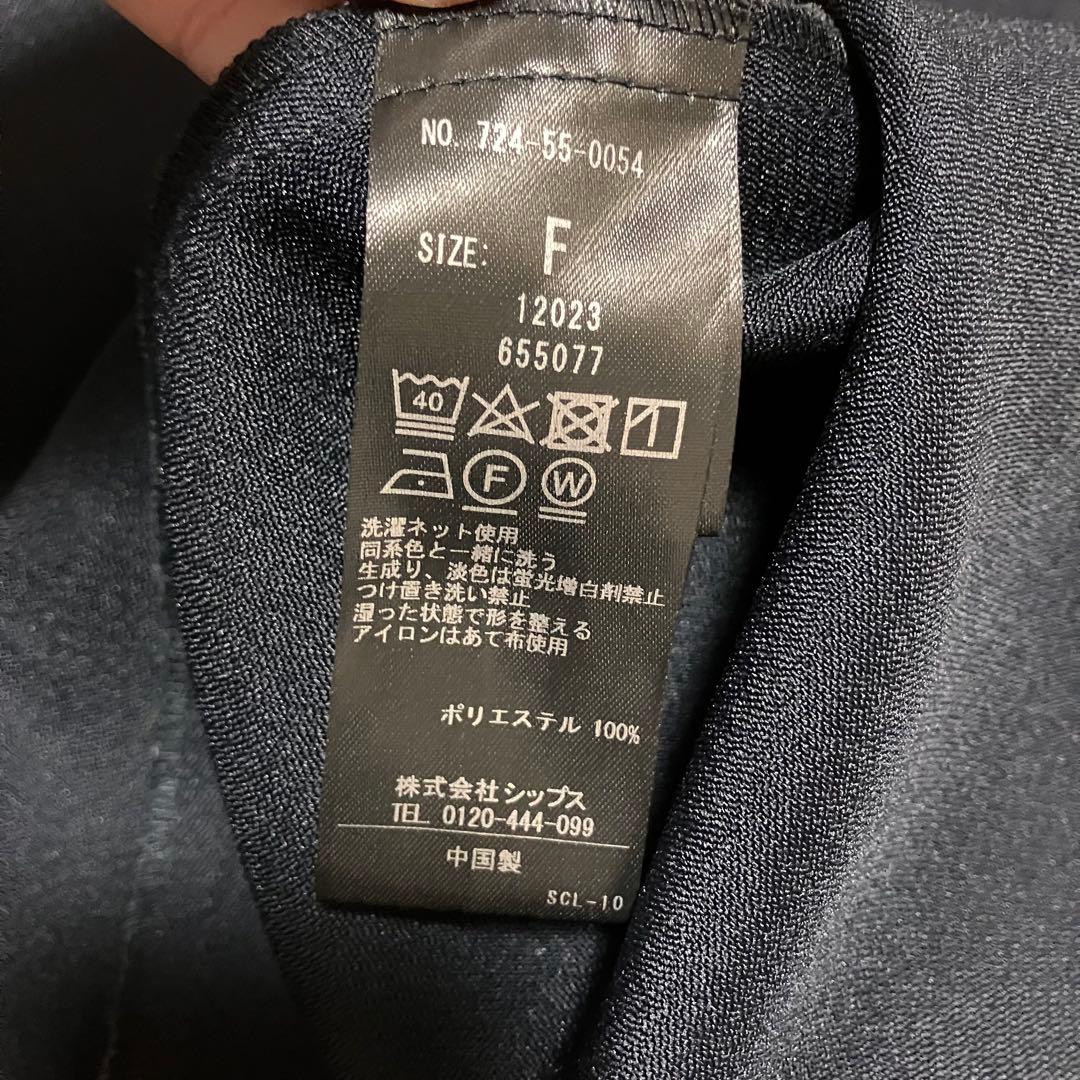 NO. 724-55-0054
SIZE: F
12023
655077
40
F W
洗濯ネット使用
同系色と一緒に洗う
生成り、淡色は蛍光増白剤禁止
つけ置き洗い禁止
湿った状態で形を整える
アイロンはあて布使用
ポリエステル 100%
株式会社シップス
TEL. 0120-444-099
中国製
SCL-10